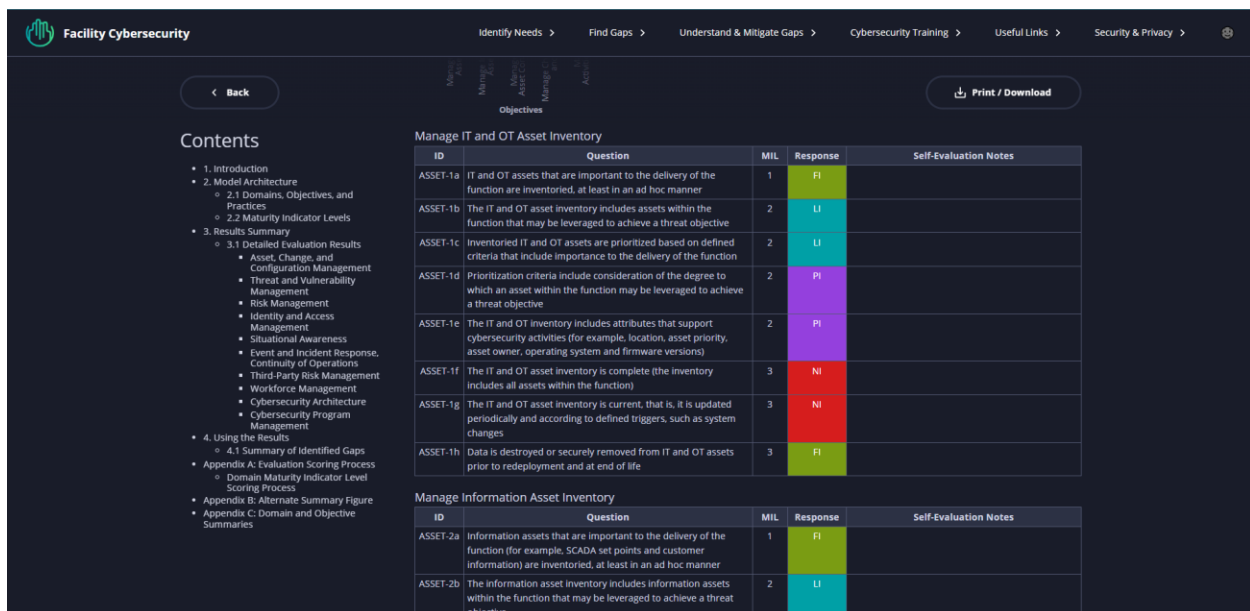 Facility Cybersecurity
Identify Needs >
Find Gaps >
Understand & Mitigate Gaps >
Cybersecurity Training >
Useful Links >
Security & Privacy >
< Back
Objectives
Print / Download
Contents
• 1. Introduction
• 2. Model Architecture
◦ 2.1 Domains, Objectives, and
Practices
◦ 2.2 Maturity Indicator Levels
• 3. Results Summary
◦ 3.1 Detailed Evaluation Results
▪ Asset, Change, and
Configuration Management
▪ Threat and Vulnerability
Management
▪ Risk Management
▪ Identity and Access
Management
▪ Situational Awareness
▪ Event and Incident Response,
Continuity of Operations
▪ Third-Party Risk Management
▪ Workforce Management
▪ Cybersecurity Architecture
▪ Cybersecurity Program
Management
• 4. Using the Results
◦ 4.1 Summary of Identified Gaps
• Appendix A: Evaluation Scoring Process
◦ Domain Maturity Indicator Level
Scoring Process
• Appendix B: Alternate Summary Figure
• Appendix C: Domain and Objective
Summaries
Manage IT and OT Asset Inventory
ID Question MIL Response Self-Evaluation Notes
ASSET-1a IT and OT assets that are important to the delivery of the 1 FI
function are inventoried, at least in an ad hoc manner
ASSET-1b The IT and OT asset inventory includes assets within the 2 LI
function that may be leveraged to achieve a threat objective
ASSET-1c Inventoried IT and OT assets are prioritized based on defined 2 LI
criteria that include importance to the delivery of the function
ASSET-1d Prioritization criteria include consideration of the degree to 2 PI
which an asset within the function may be leveraged to achieve
a threat objective
ASSET-1e The IT and OT inventory includes attributes that support 2 PI
cybersecurity activities (for example, location, asset priority,
asset owner, operating system and firmware versions)
ASSET-1f The IT and OT asset inventory is complete (the inventory 3 NI
includes all assets within the function)
ASSET-1g The IT and OT asset inventory is current, that is, it is updated 3 NI
periodically and according to defined triggers, such as system
changes
ASSET-1h Data is destroyed or securely removed from IT and OT assets 3 FI
prior to redeployment and at end of life
Manage Information Asset Inventory
ID Question MIL Response Self-Evaluation Notes
ASSET-2a Information assets that are important to the delivery of the 1 FI
function (for example, SCADA set points and customer
information) are inventoried, at least in an ad hoc manner
ASSET-2b The information asset inventory includes information assets 2 LI
within the function that may be leveraged to achieve a threat